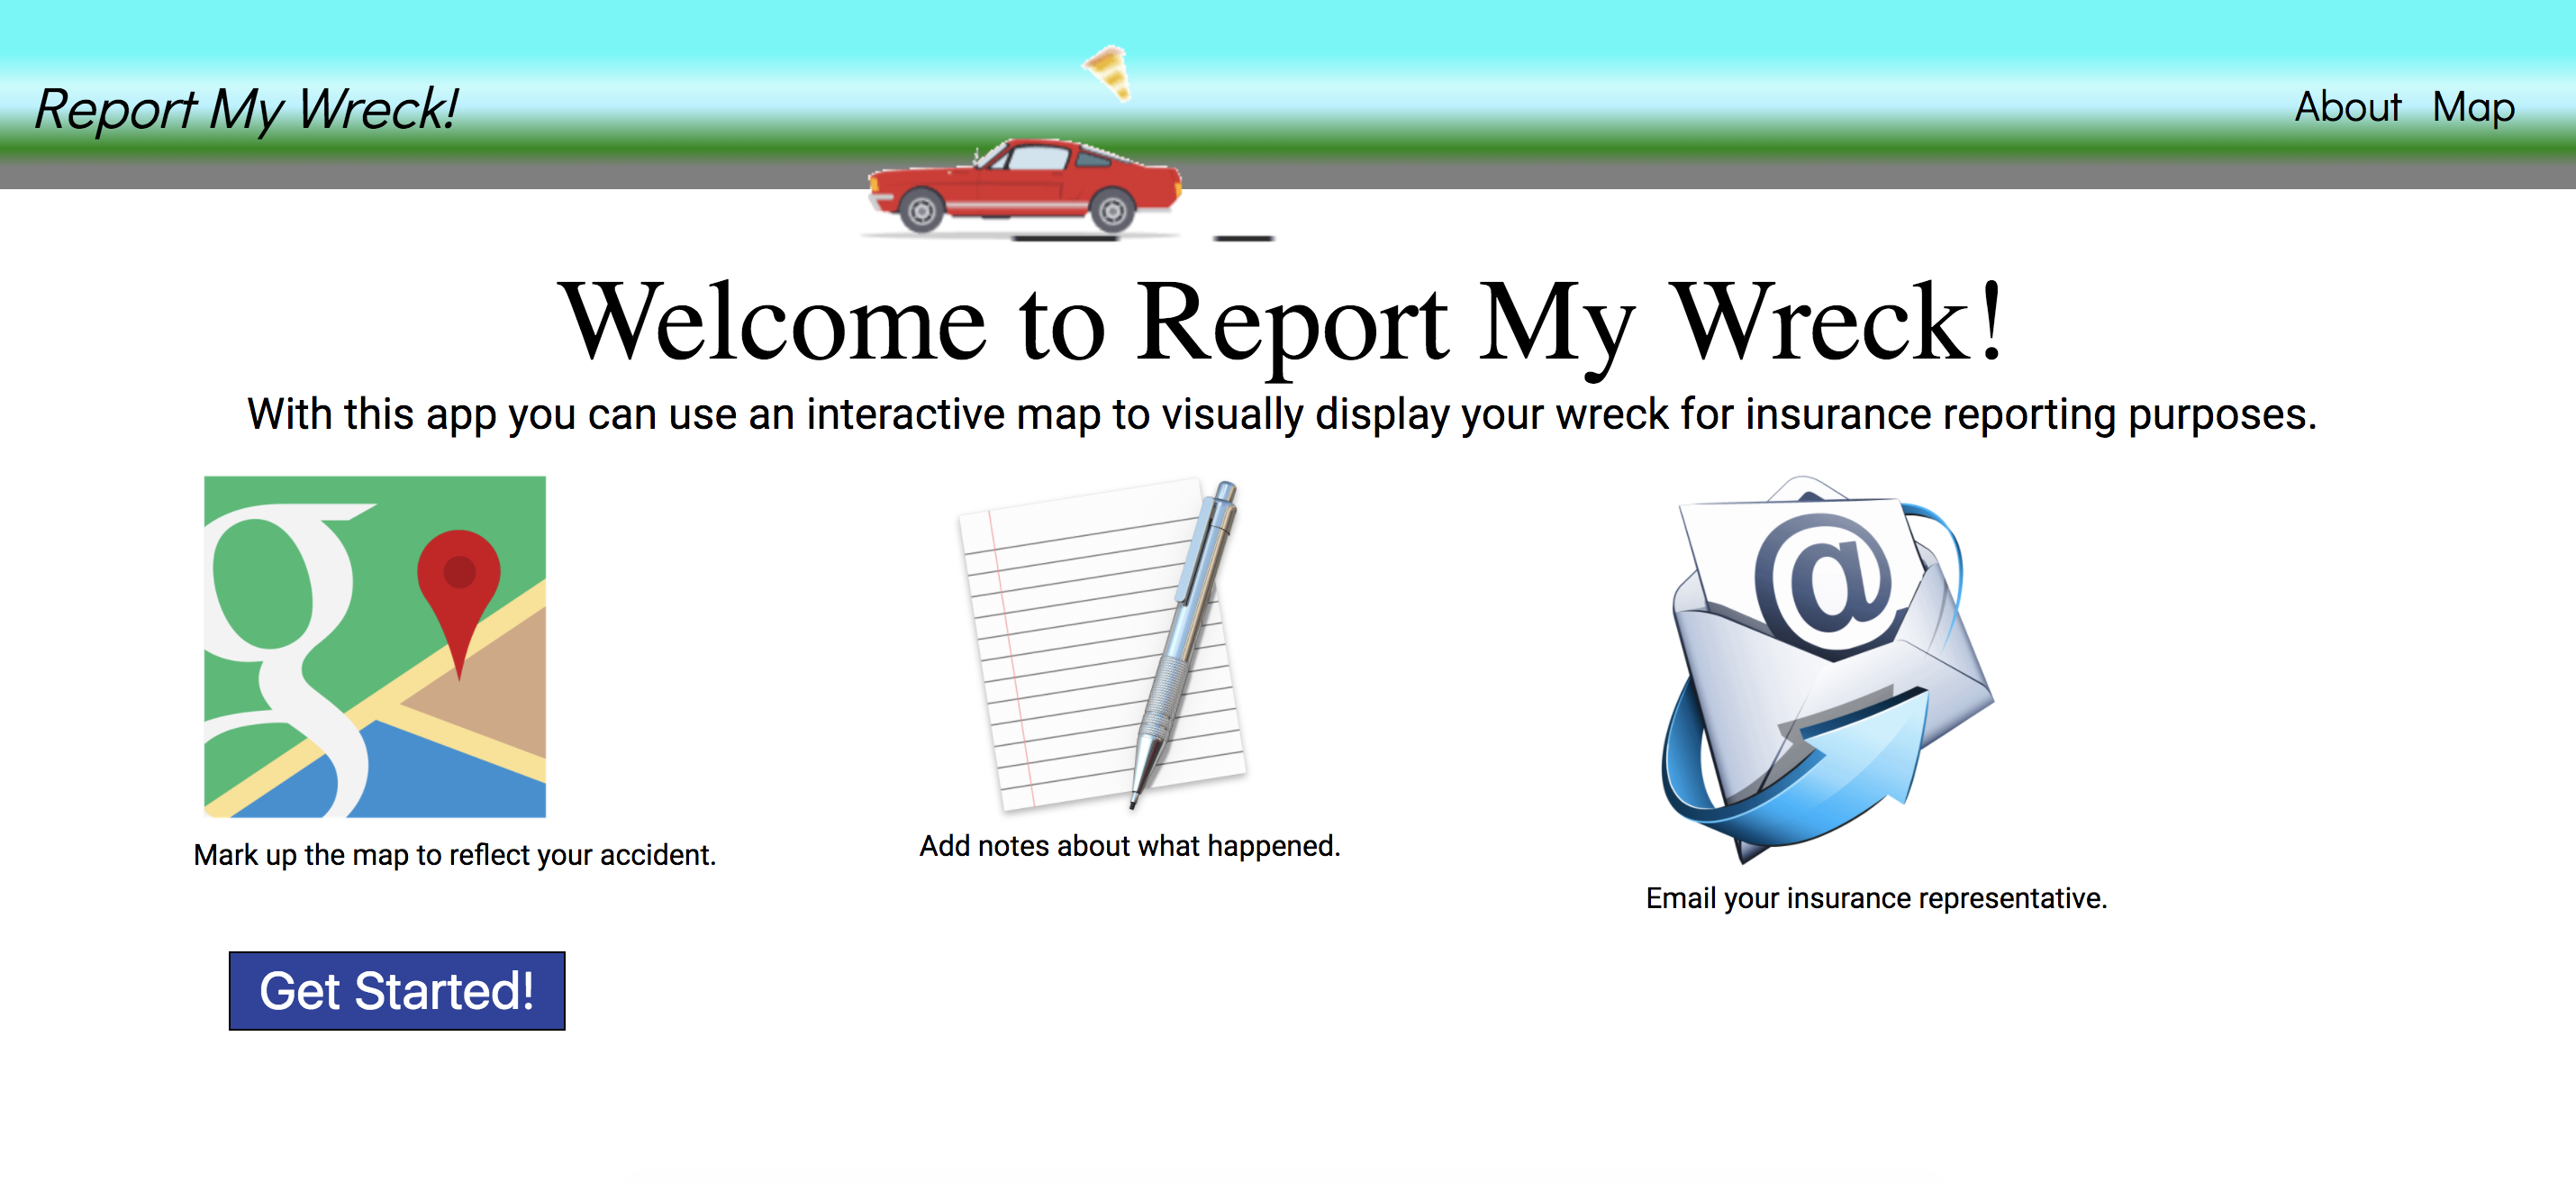 Report My Wreck!
About Map
Welcome to Report My Wreck!
With this app you can use an interactive map to visually display your wreck for insurance reporting purposes.
g
@
Mark up the map to reflect your accident.
Add notes about what happened.
Email your insurance representative.
Get Started!